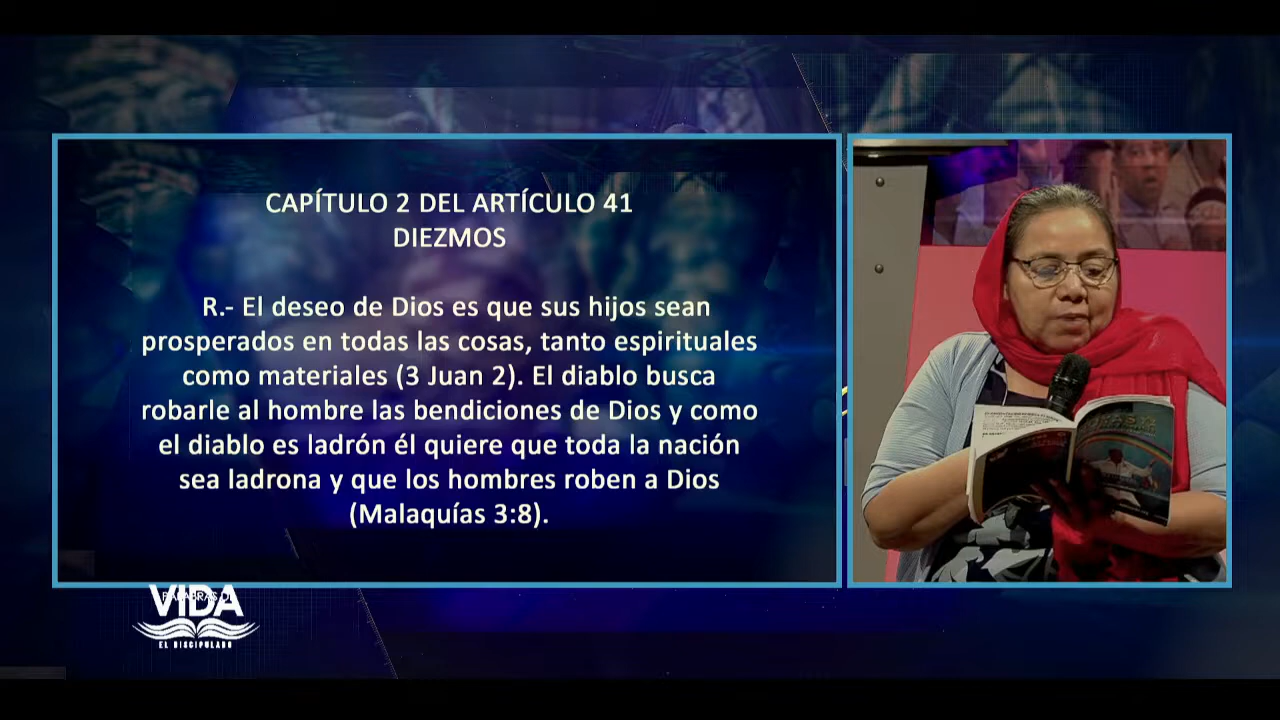 CAPÍTULO 2 DEL ARTÍCULO 41
DIEZMOS
R.- El deseo de Dios es que sus hijos sean
prosperados en todas las cosas, tanto espirituales
como materiales (3 Juan 2). El diablo busca
robarle al hombre las bendiciones de Dios y como
el diablo es ladrón él quiere que toda la nación
sea ladrona y que los hombres roben a Dios
(Malaquías 3:8).
PALABRAS DE
VIDA
EL DISCIPULADO